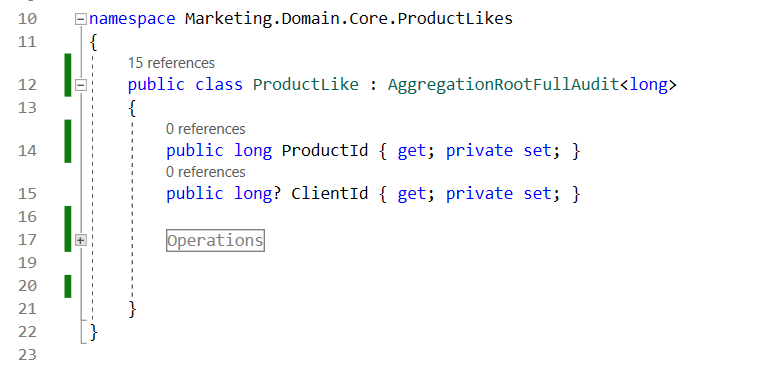 10 namespace Marketing.Domain.Core.ProductLikes
11 {
15 references
12 public class ProductLike : AggregationRootFullAudit<long>
13 {
0 references
14 public long ProductId { get; private set; }
0 references
15 public long? ClientId { get; private set; }
16
17 Operations
19
20
21 }
22 }
23